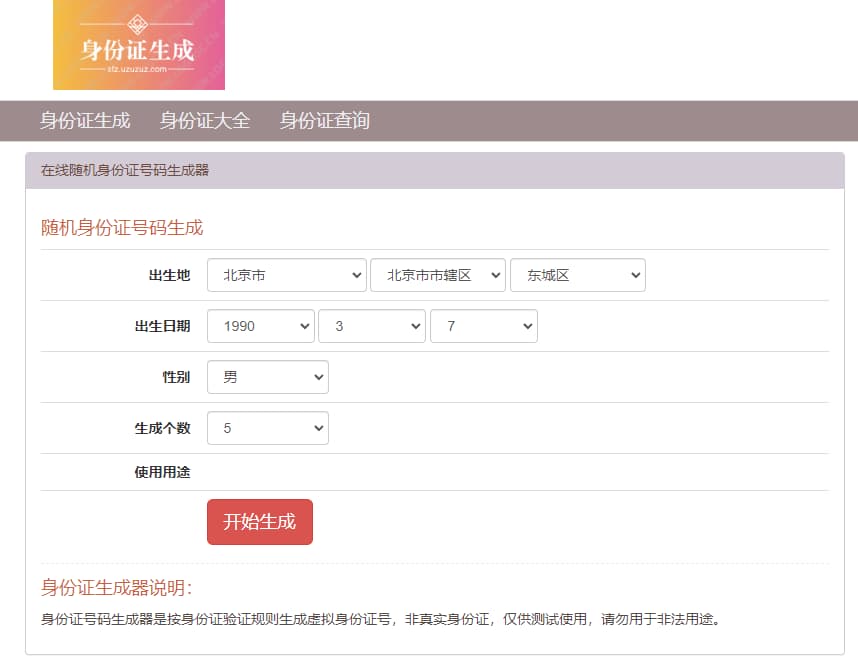 身份证生成
sfz.uzuzuz.com
身份证生成 身份证大全 身份证查询
在线随机身份证号码生成器
随机身份证号码生成
出生地 北京市 北京市市辖区 东城区
出生日期 1990 3 7
性别 男
生成个数 5
使用用途
开始生成
身份证生成器说明：
身份证号码生成器是按身份证验证规则生成虚拟身份证号，非真实身份证，仅供测试使用，请勿用于非法用途。